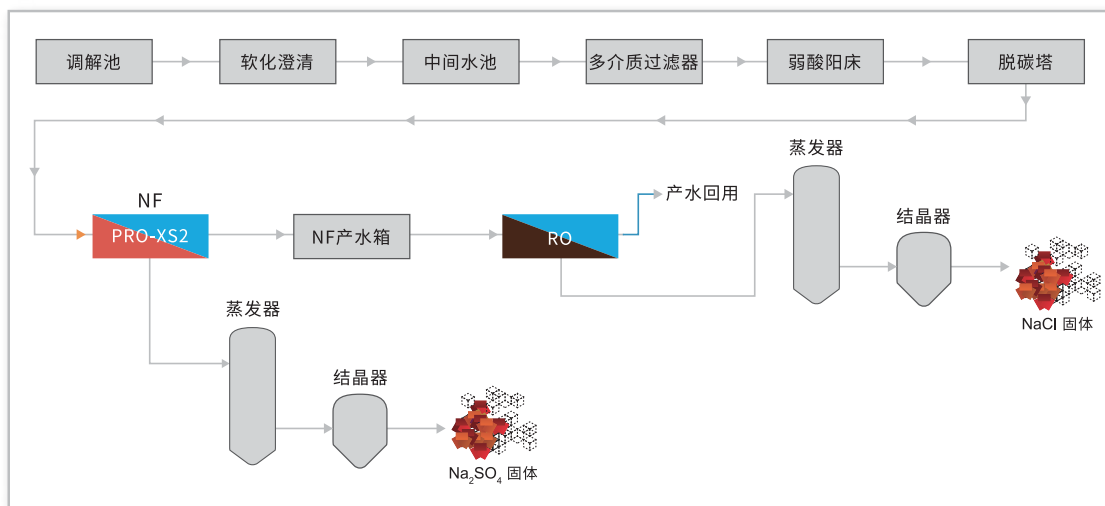 调解池
软化澄清
中间水池
多介质过滤器
弱酸阳床
脱碳塔
蒸发器
NF
产水回用
PRO-XS2
NF产水箱
RO
结晶器
NaCl 固体
蒸发器
结晶器
Na₂SO₄ 固体